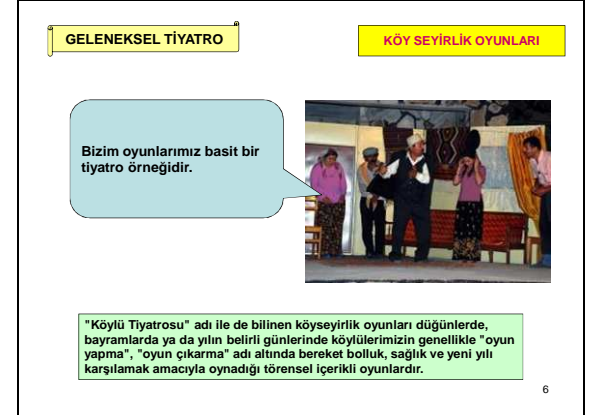 GELENEKSEL TİYATRO
KÖY SEYİRLİK OYUNLARI
Bizim oyunlarımız basit bir
tiyatro örneğidir.
"Köylü Tiyatrosu" adı ile de bilinen köyseyirlik oyunları düğünlerde,
bayramlarda ya da yılın belirli günlerinde köylülerimizin genellikle "oyun
yapma", "oyun çıkarma" adı altında bereket bolluk, sağlık ve yeni yılı
karşılamak amacıyla oynadığı törensel içerikli oyunlardır.
6